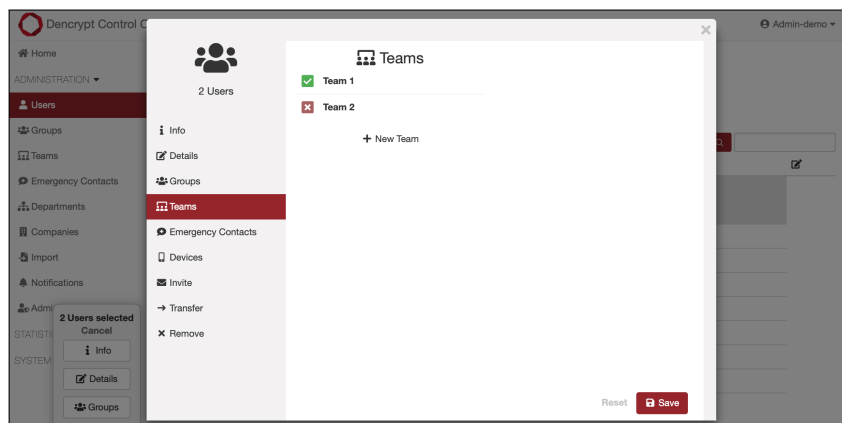 Dencrypt Control C
Admin-demo
Home
ADMINISTRATION
Users
Groups
Teams
Emergency Contacts
Departments
Companies
Import
Notifications
Admi
STATISTI
SYSTEM
2 Users selected
Cancel
Info
Details
Groups
2 Users
Info
Details
Groups
Teams
Emergency Contacts
Devices
Invite
Transfer
Remove
Teams
Team 1
Team 2
New Team
Reset
Save